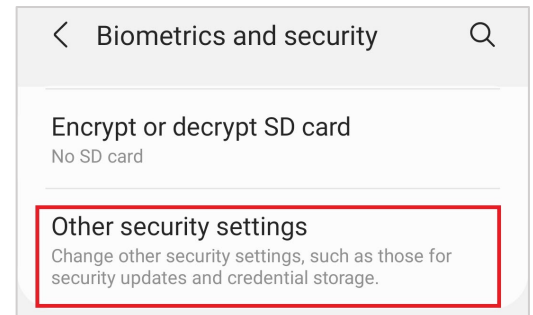 Biometrics and security
Encrypt or decrypt SD card
No SD card
Other security settings
Change other security settings, such as those for
security updates and credential storage.